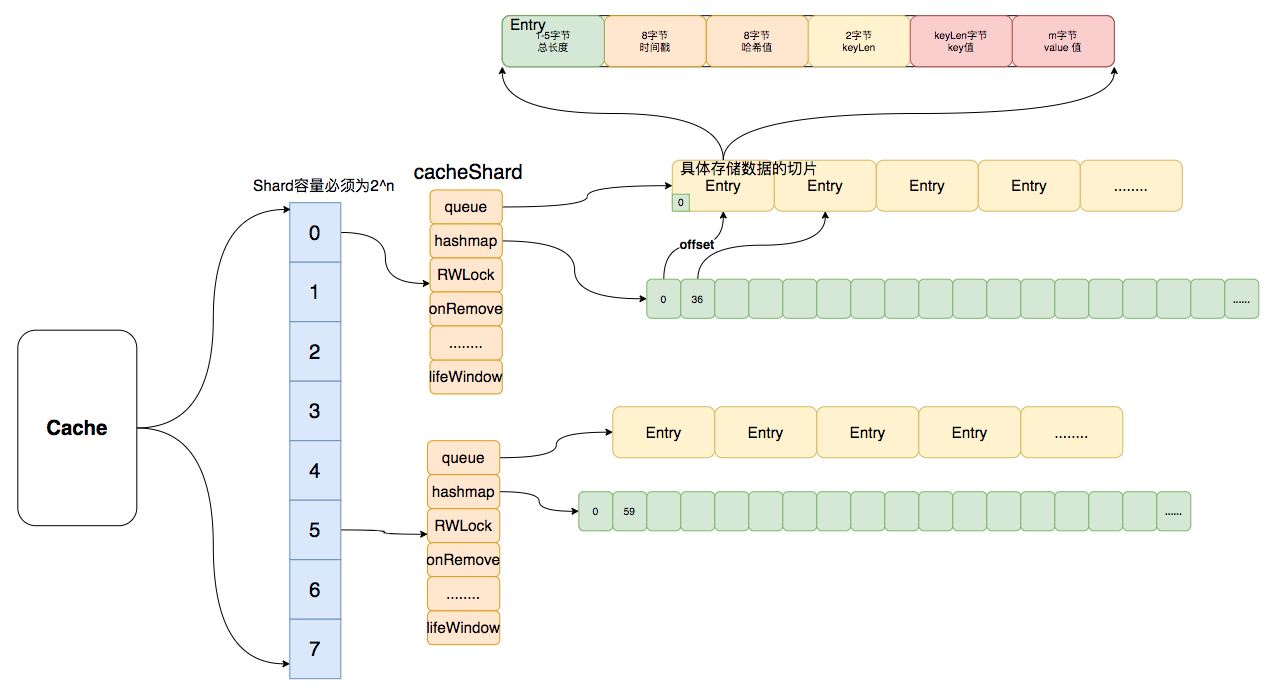 Entry
1-5字节
总长度
8字节
时间戳
8字节
哈希值
2字节
keyLen
keyLen字节
key值
m字节
value 值
具体存储数据的切片
Entry
Entry
Entry
Entry
........
0
cacheShard
Shard容量必须为2^n
queue
hashmap
RWLock
onRemove
........
lifeWindow
offset
0
36
......
Cache
0
1
2
3
4
5
6
7
queue
hashmap
RWLock
onRemove
........
lifeWindow
Entry
Entry
Entry
Entry
........
0
59
......